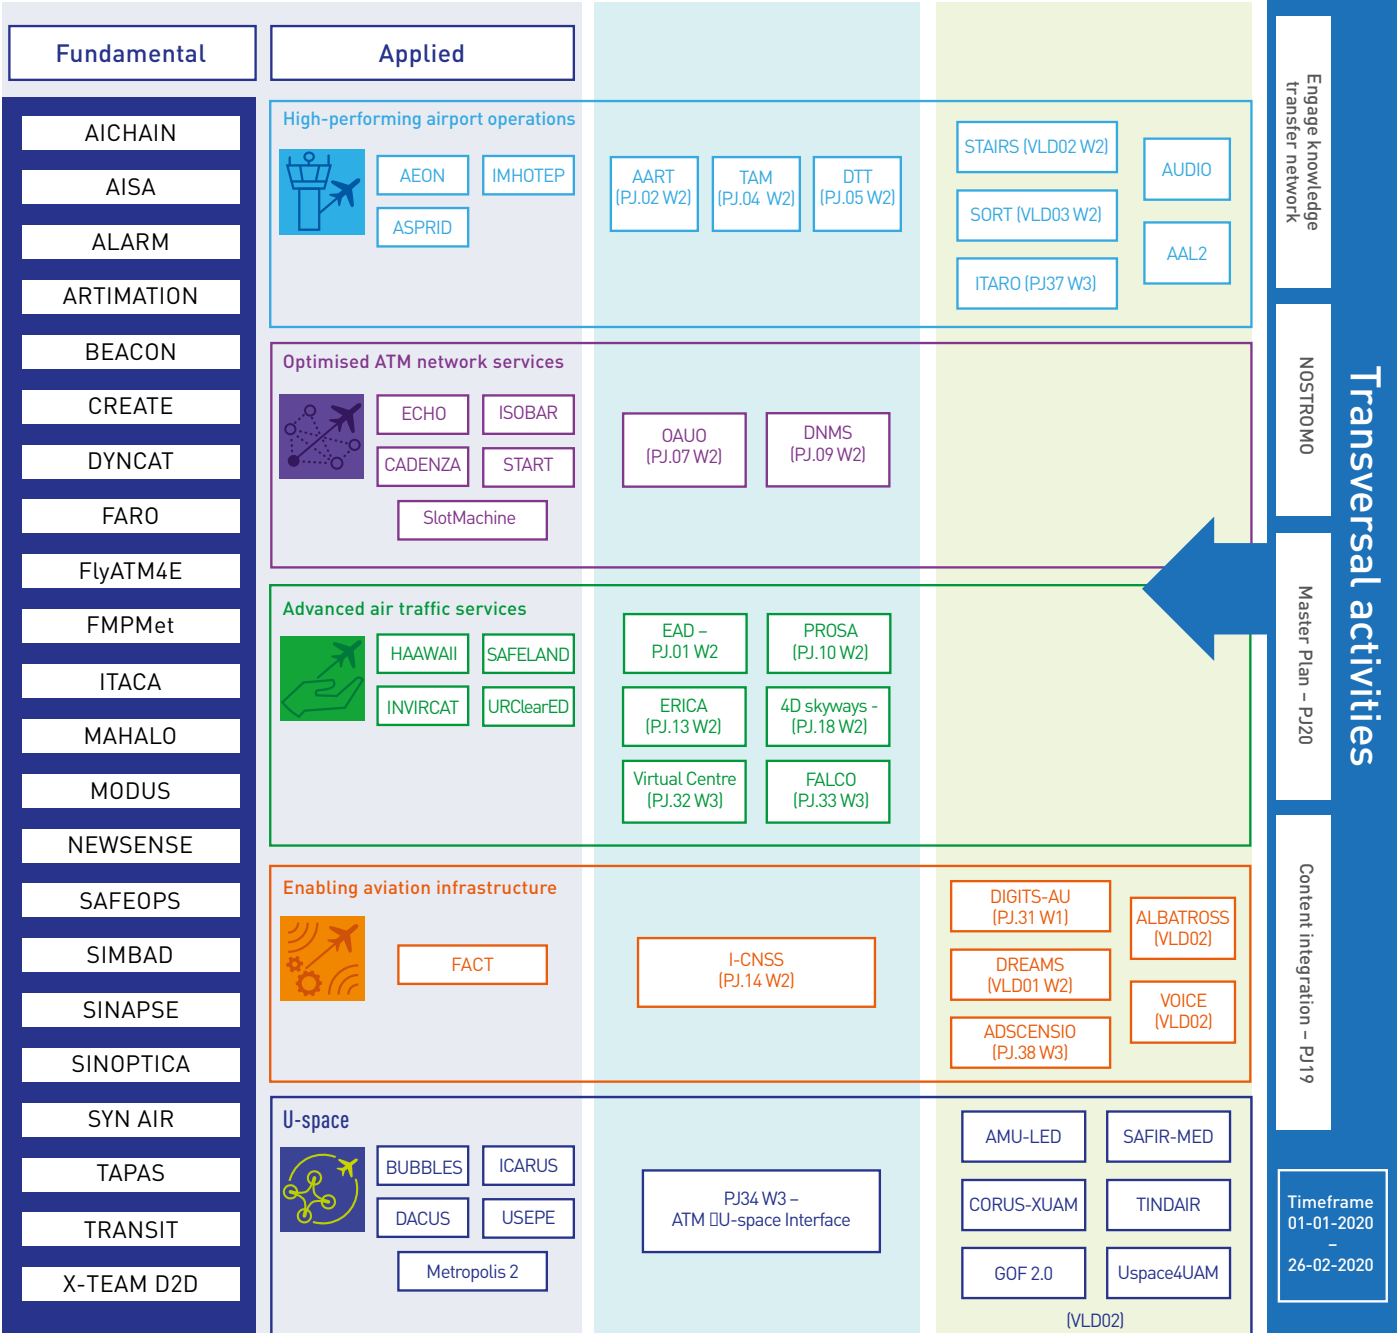 Fundamental
Applied
AICHAIN
AISA
ALARM
ARTIMATION
BEACON
CREATE
DYNCAT
FARO
FlyATM4E
FMPMet
ITACA
MAHALO
MODUS
NEWSENSE
SAFEOPS
SIMBAD
SINAPSE
SINOPTICA
SYN AIR
TAPAS
TRANSIT
X-TEAM D2D
High-performing airport operations
AEON
IMHOTEP
ASPRID
AART
(PJ.02 W2)
TAM
(PJ.04 W2)
DTT
(PJ.05 W2)
STAIRS (VLD02 W2)
SORT (VLD03 W2)
ITARO (PJ37 W3)
AUDIO
AAL2
Optimised ATM network services
ECHO
ISOBAR
CADENZA
START
SlotMachine
OAUO
(PJ.07 W2)
DNMS
(PJ.09 W2)
Advanced air traffic services
HAAWAII
SAFELAND
INVIRCAT
URClearED
EAD –
PJ.01 W2
PROSA
(PJ.10 W2)
ERICA
(PJ.13 W2)
4D skyways -
(PJ.18 W2)
Virtual Centre
(PJ.32 W3)
FALCO
(PJ.33 W3)
Enabling aviation infrastructure
FACT
I-CNSS
(PJ.14 W2)
DIGITS-AU
(PJ.31 W1)
DREAMS
(VLD01 W2)
ADSCENSIO
(PJ.38 W3)
ALBATROSS
(VLD02)
VOICE
(VLD02)
U-space
BUBBLES
ICARUS
DACUS
USEPE
Metropolis 2
PJ34 W3 –
ATM U-space Interface
AMU-LED
SAFIR-MED
CORUS-XUAM
TINDAIR
GOF 2.0
Uspace4UAM
(VLD02)
Engage knowledge
transfer network
NOSTROMO
Master Plan – PJ20
Content integration – PJ19
Transversal activities
Timeframe
01-01-2020
–
26-02-2020